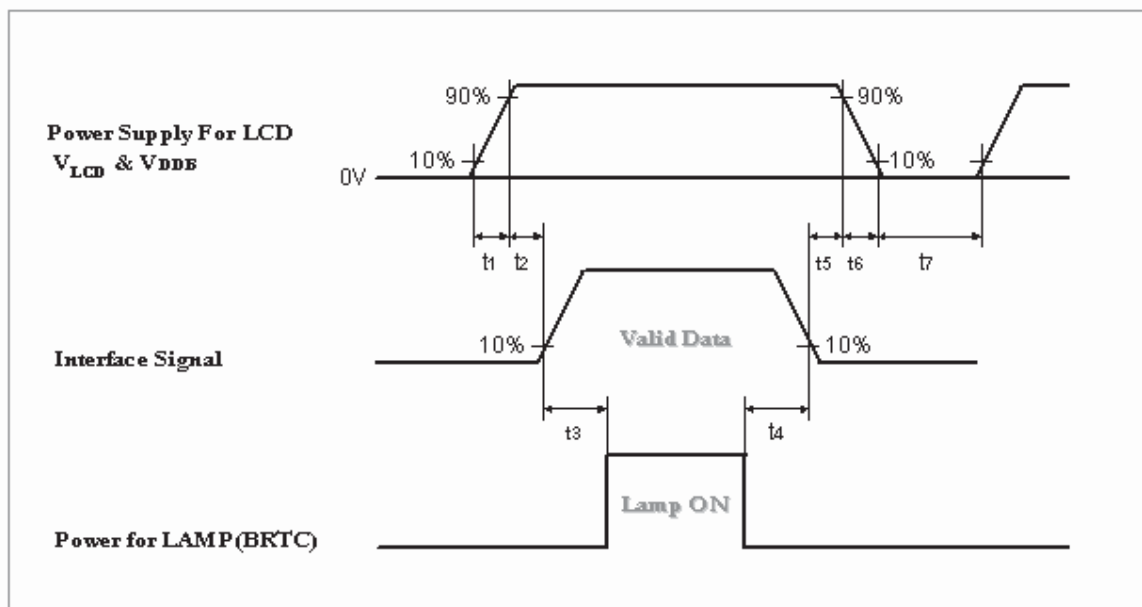 90%
90%
Power Supply For LCD
V_LCD & VDDB
10%
10%
0V
t1
t2
t5
t6
t7
Valid Data
Interface Signal
10%
10%
t3
t4
Lamp ON
Power for LAMP(BRTC)